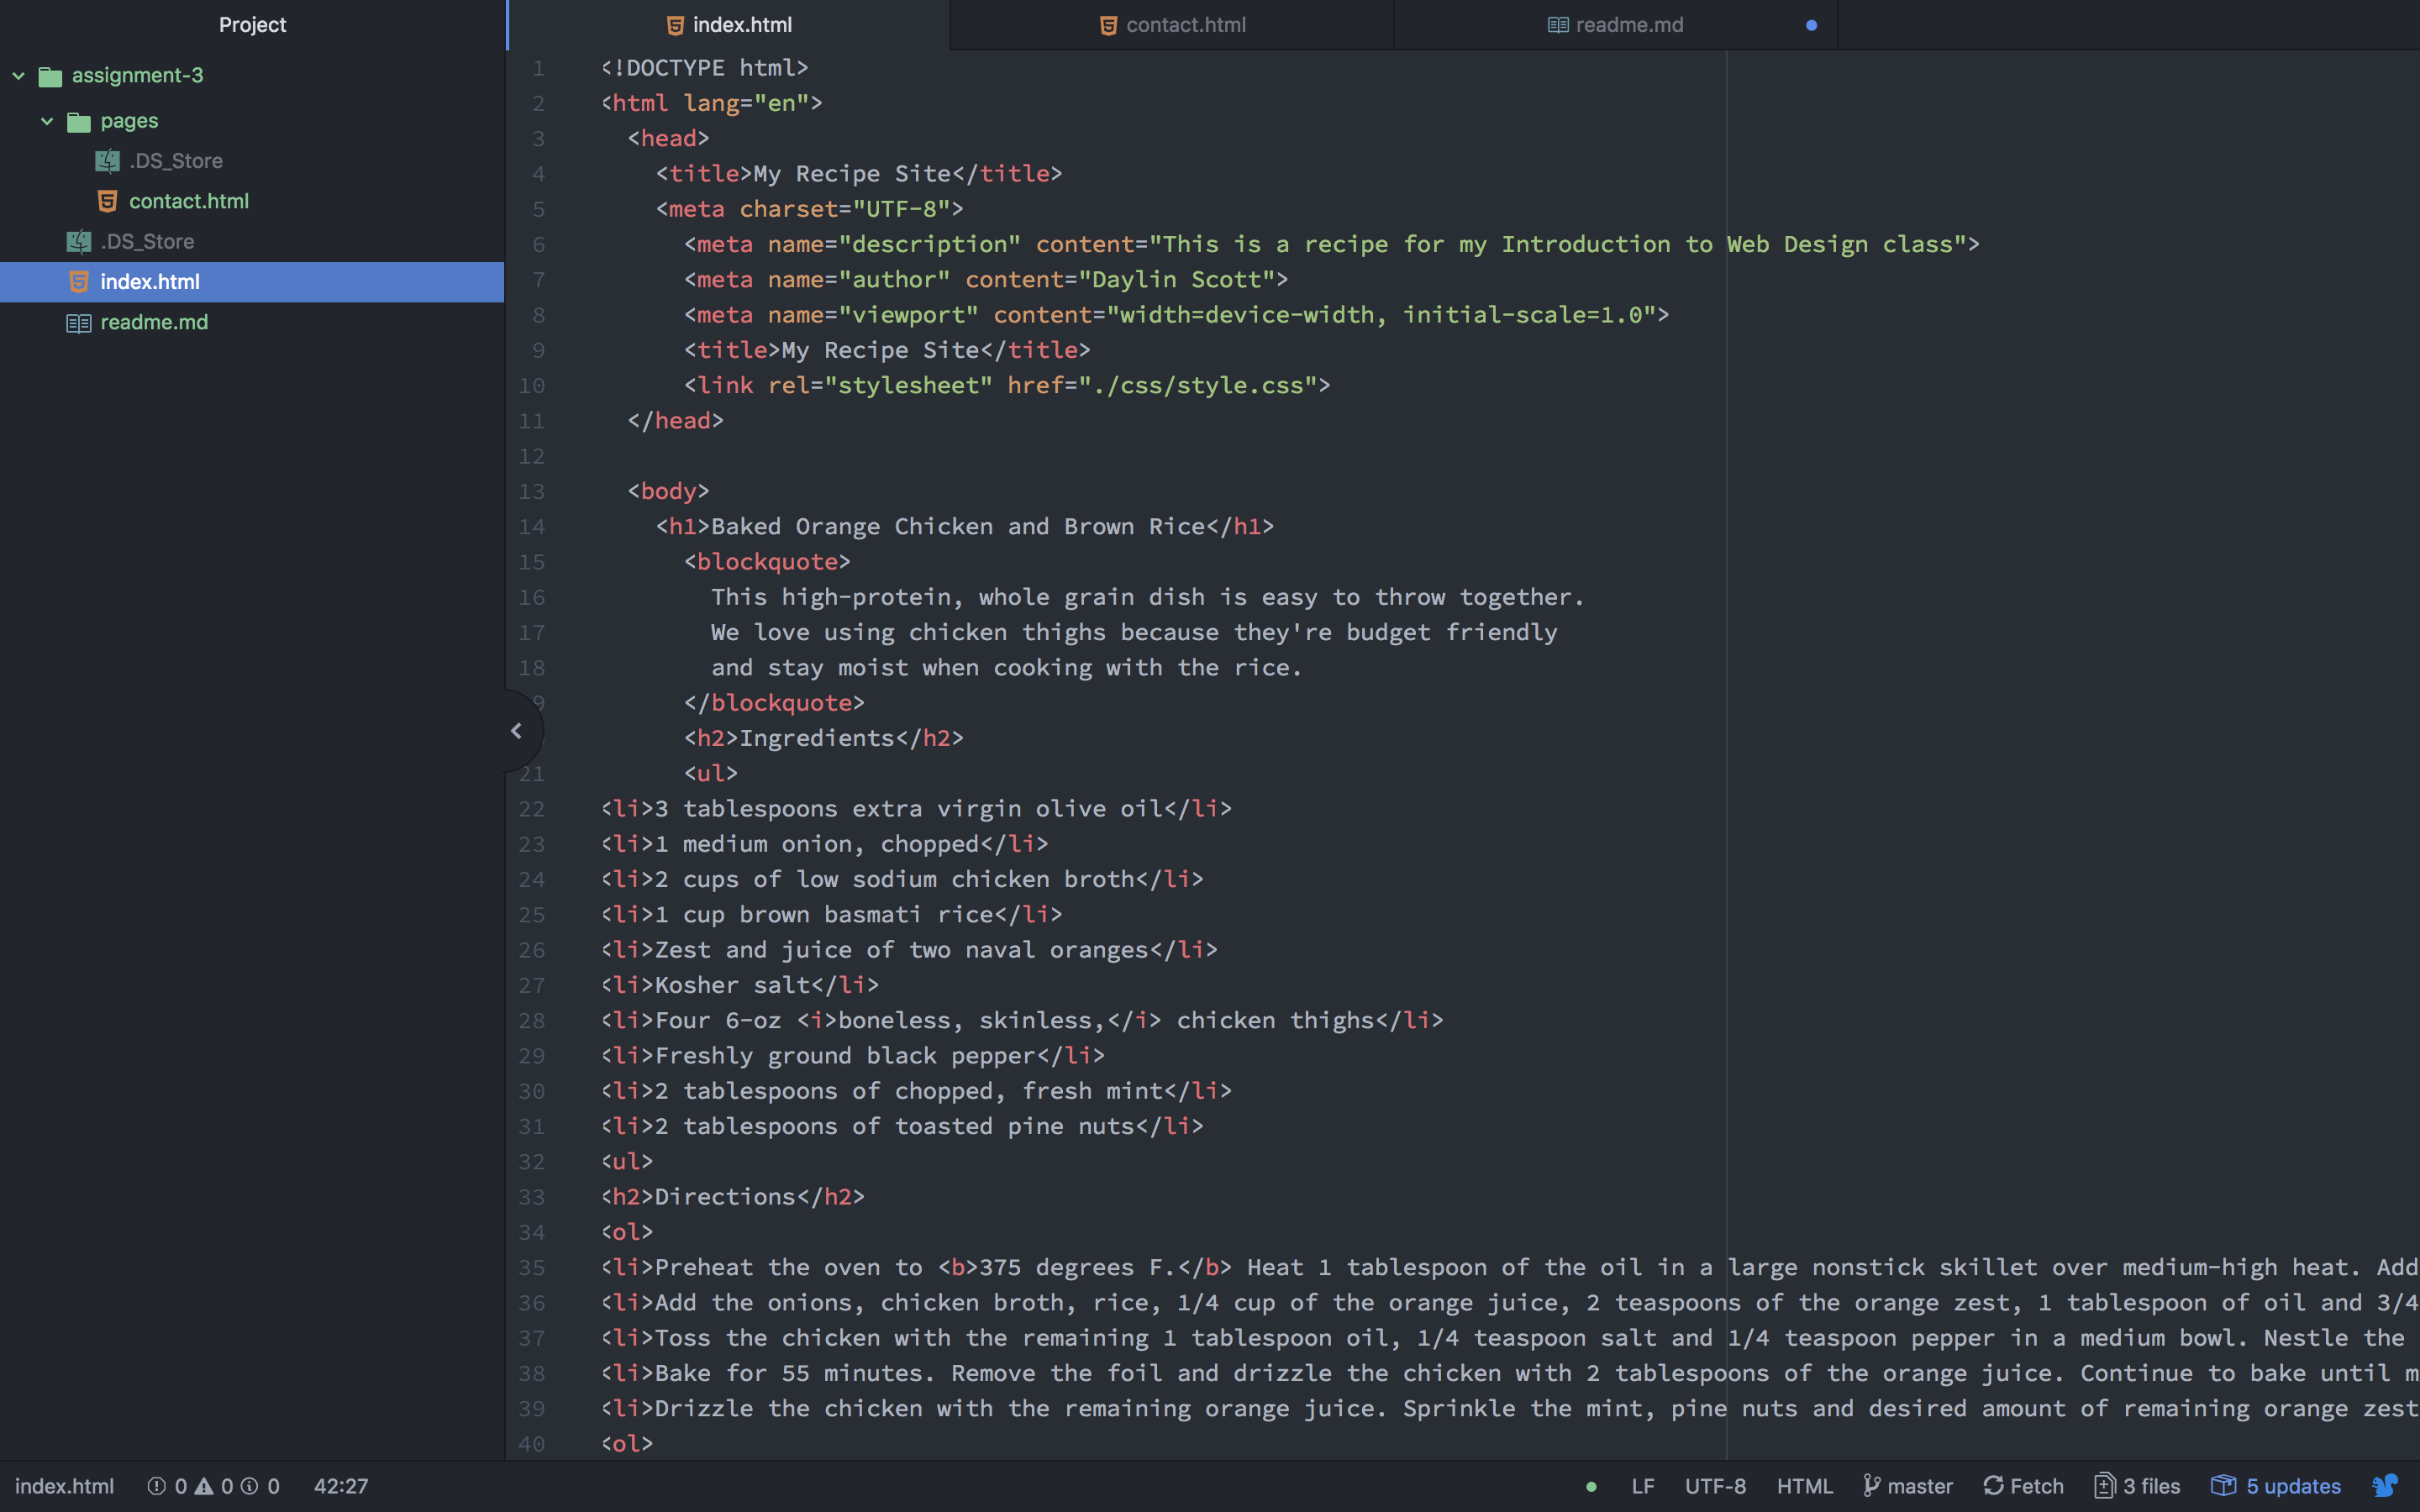 Project
assignment-3
pages
.DS_Store
contact.html
.DS_Store
index.html
readme.md
index.html
contact.html
readme.md
1 <!DOCTYPE html>
2 <html lang="en">
3 <head>
4 <title>My Recipe Site</title>
5 <meta charset="UTF-8">
6 <meta name="description" content="This is a recipe for my Introduction to Web Design class">
7 <meta name="author" content="Daylin Scott">
8 <meta name="viewport" content="width=device-width, initial-scale=1.0">
9 <title>My Recipe Site</title>
10 <link rel="stylesheet" href="./css/style.css">
11 </head>
12
13 <body>
14 <h1>Baked Orange Chicken and Brown Rice</h1>
15 <blockquote>
16 This high-protein, whole grain dish is easy to throw together.
17 We love using chicken thighs because they're budget friendly
18 and stay moist when cooking with the rice.
9 </blockquote>
<h2>Ingredients</h2>
21 <ul>
22 <li>3 tablespoons extra virgin olive oil</li>
23 <li>1 medium onion, chopped</li>
24 <li>2 cups of low sodium chicken broth</li>
25 <li>1 cup brown basmati rice</li>
26 <li>Zest and juice of two naval oranges</li>
27 <li>Kosher salt</li>
28 <li>Four 6-oz <i>boneless, skinless,</i> chicken thighs</li>
29 <li>Freshly ground black pepper</li>
30 <li>2 tablespoons of chopped, fresh mint</li>
31 <li>2 tablespoons of toasted pine nuts</li>
32 <ul>
33 <h2>Directions</h2>
34 <ol>
35 <li>Preheat the oven to <b>375 degrees F.</b> Heat 1 tablespoon of the oil in a large nonstick skillet over medium-high heat. Add
36 <li>Add the onions, chicken broth, rice, 1/4 cup of the orange juice, 2 teaspoons of the orange zest, 1 tablespoon of oil and 3/4
37 <li>Toss the chicken with the remaining 1 tablespoon oil, 1/4 teaspoon salt and 1/4 teaspoon pepper in a medium bowl. Nestle the
38 <li>Bake for 55 minutes. Remove the foil and drizzle the chicken with 2 tablespoons of the orange juice. Continue to bake until m
39 <li>Drizzle the chicken with the remaining orange juice. Sprinkle the mint, pine nuts and desired amount of remaining orange zest
40 <ol>
index.html 0 0 0 42:27 LF UTF-8 HTML master Fetch 3 files 5 updates